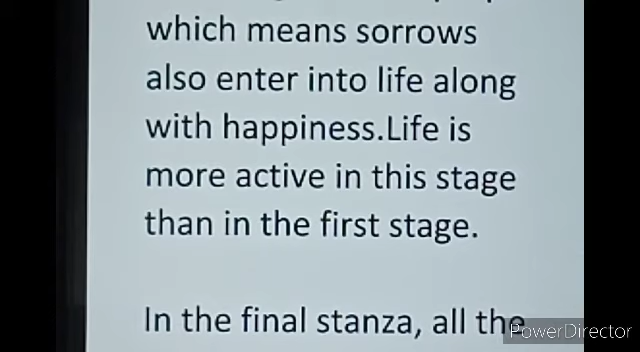 which means sorrows
also enter into life along
with happiness.Life is
more active in this stage
than in the first stage.
In the final stanza, all the
PowerDirector